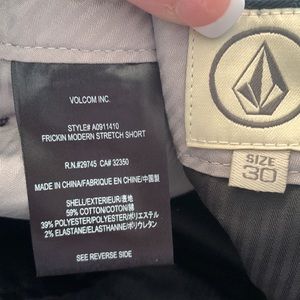 VOLCOM INC.
STYLE# A0911410
FRICKIN MODERN STRETCH SHORT
R.N.#29745 CA# 32350
MADE IN CHINA/FABRIQUE EN CHINE/中国製
SHELL/EXTERIEUR/表地
59% COTTON/COTON/綿
39% POLYESTER/POLYESTER/ポリエステル
2% ELASTANE/ELASTHANNE/ポリウレタン
SEE REVERSE SIDE
SIZE
30